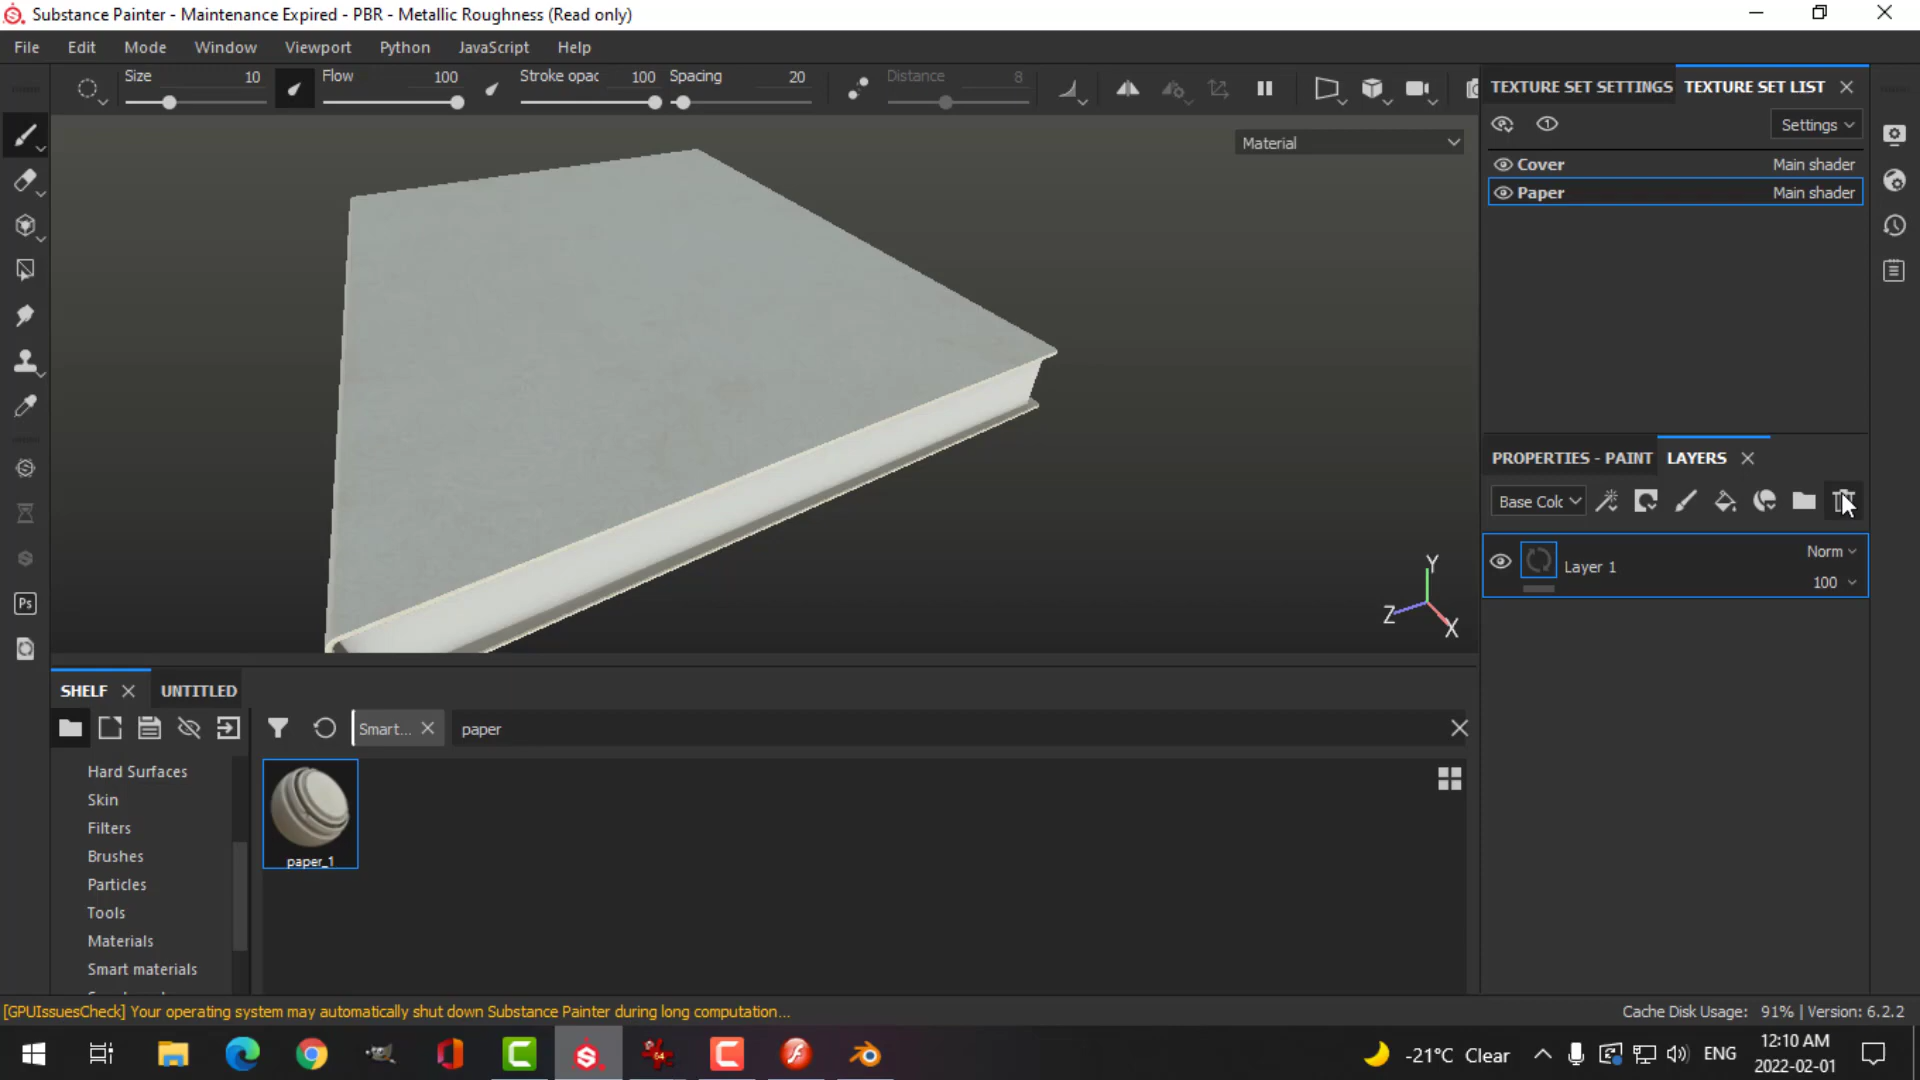 Substance Painter - Maintenance Expired - PBR - Metallic Roughness (Read only)
File Edit Mode Window Viewport Python JavaScript Help
Size 10 Flow 100 Stroke opac 100 Spacing 20 Distance 8
TEXTURE SET SETTINGS TEXTURE SET LIST
Settings
Material
Cover Main shader
Paper Main shader
PROPERTIES - PAINT LAYERS
Base Colc
Norm
Layer 1
100
Y
Z
X
SHELF UNTITLED
Smart... paper
Hard Surfaces
Skin
Filters
Brushes
Particles
Tools
Materials
Smart materials
paper_1
Ps
[GPUIssuesCheck] Your operating system may automatically shut down Substance Painter during long computation...
Cache Disk Usage: 91% | Version: 6.2.2
-21°C Clear
ENG
12:10 AM
2022-02-01